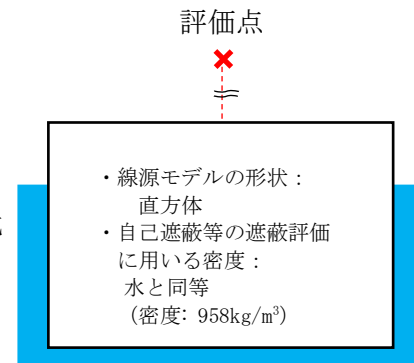 評価点
・線源モデルの形状：
直方体
・自己遮蔽等の遮蔽評価
に用いる密度：
水と同等
（密度: 958kg/m³）